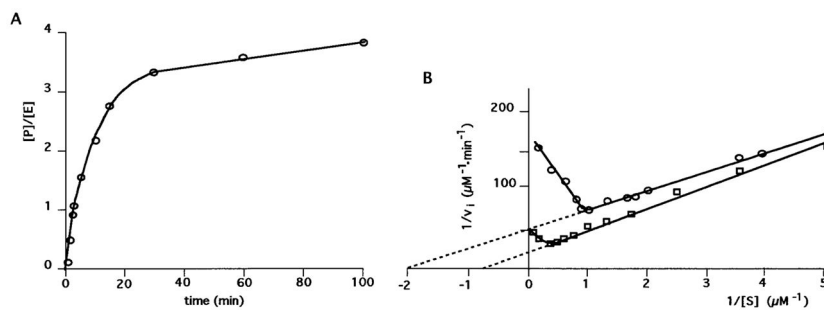 A
[P]/[E]
4
3
2
1
0
0 20 40 60 80 100
time (min)
B
1/vi (µM⁻¹·min⁻¹)
200
100
-2 -1 0 1 2 3 4 5
1/[S] (µM⁻¹)